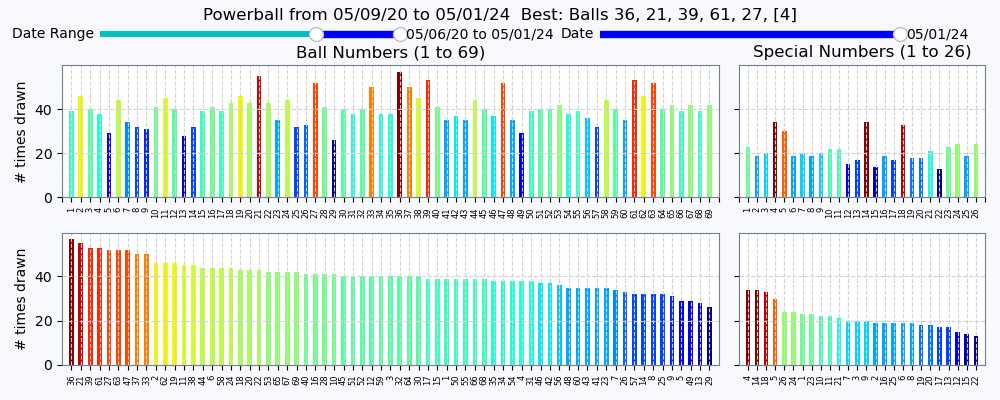 Powerball from 05/09/20 to 05/01/24  Best: Balls 36, 21, 39, 61, 27, [4]
Date Range 05/06/20 to 05/01/24 Date 05/01/24
Ball Numbers (1 to 69)
# times drawn
40
20
0
1 2 3 4 5 6 7 8 9 10 11 12 13 14 15 16 17 18 19 20 21 22 23 24 25 26 27 28 29 30 31 32 33 34 35 36 37 38 39 40 41 42 43 44 45 46 47 48 49 50 51 52 53 54 55 56 57 58 59 60 61 62 63 64 65 66 67 68 69
Special Numbers (1 to 26)
1 2 3 4 5 6 7 8 9 10 11 12 13 14 15 16 17 18 19 20 21 22 23 24 25 26
# times drawn
40
20
0
36 21 39 61 27 63 47 37 33 2 62 19 11 38 44 6 58 24 18 20 22 53 65 67 69 40 16 28 10 45 51 52 12 59 3 32 64 30 17 15 1 50 55 66 68 35 34 54 4 31 46 42 56 48 60 43 41 23 7 26 57 14 8 25 9 5 49 13 29
4 14 18 5 26 24 1 23 10 11 21 7 3 9 2 16 25 6 8 19 20 17 13 12 15 22